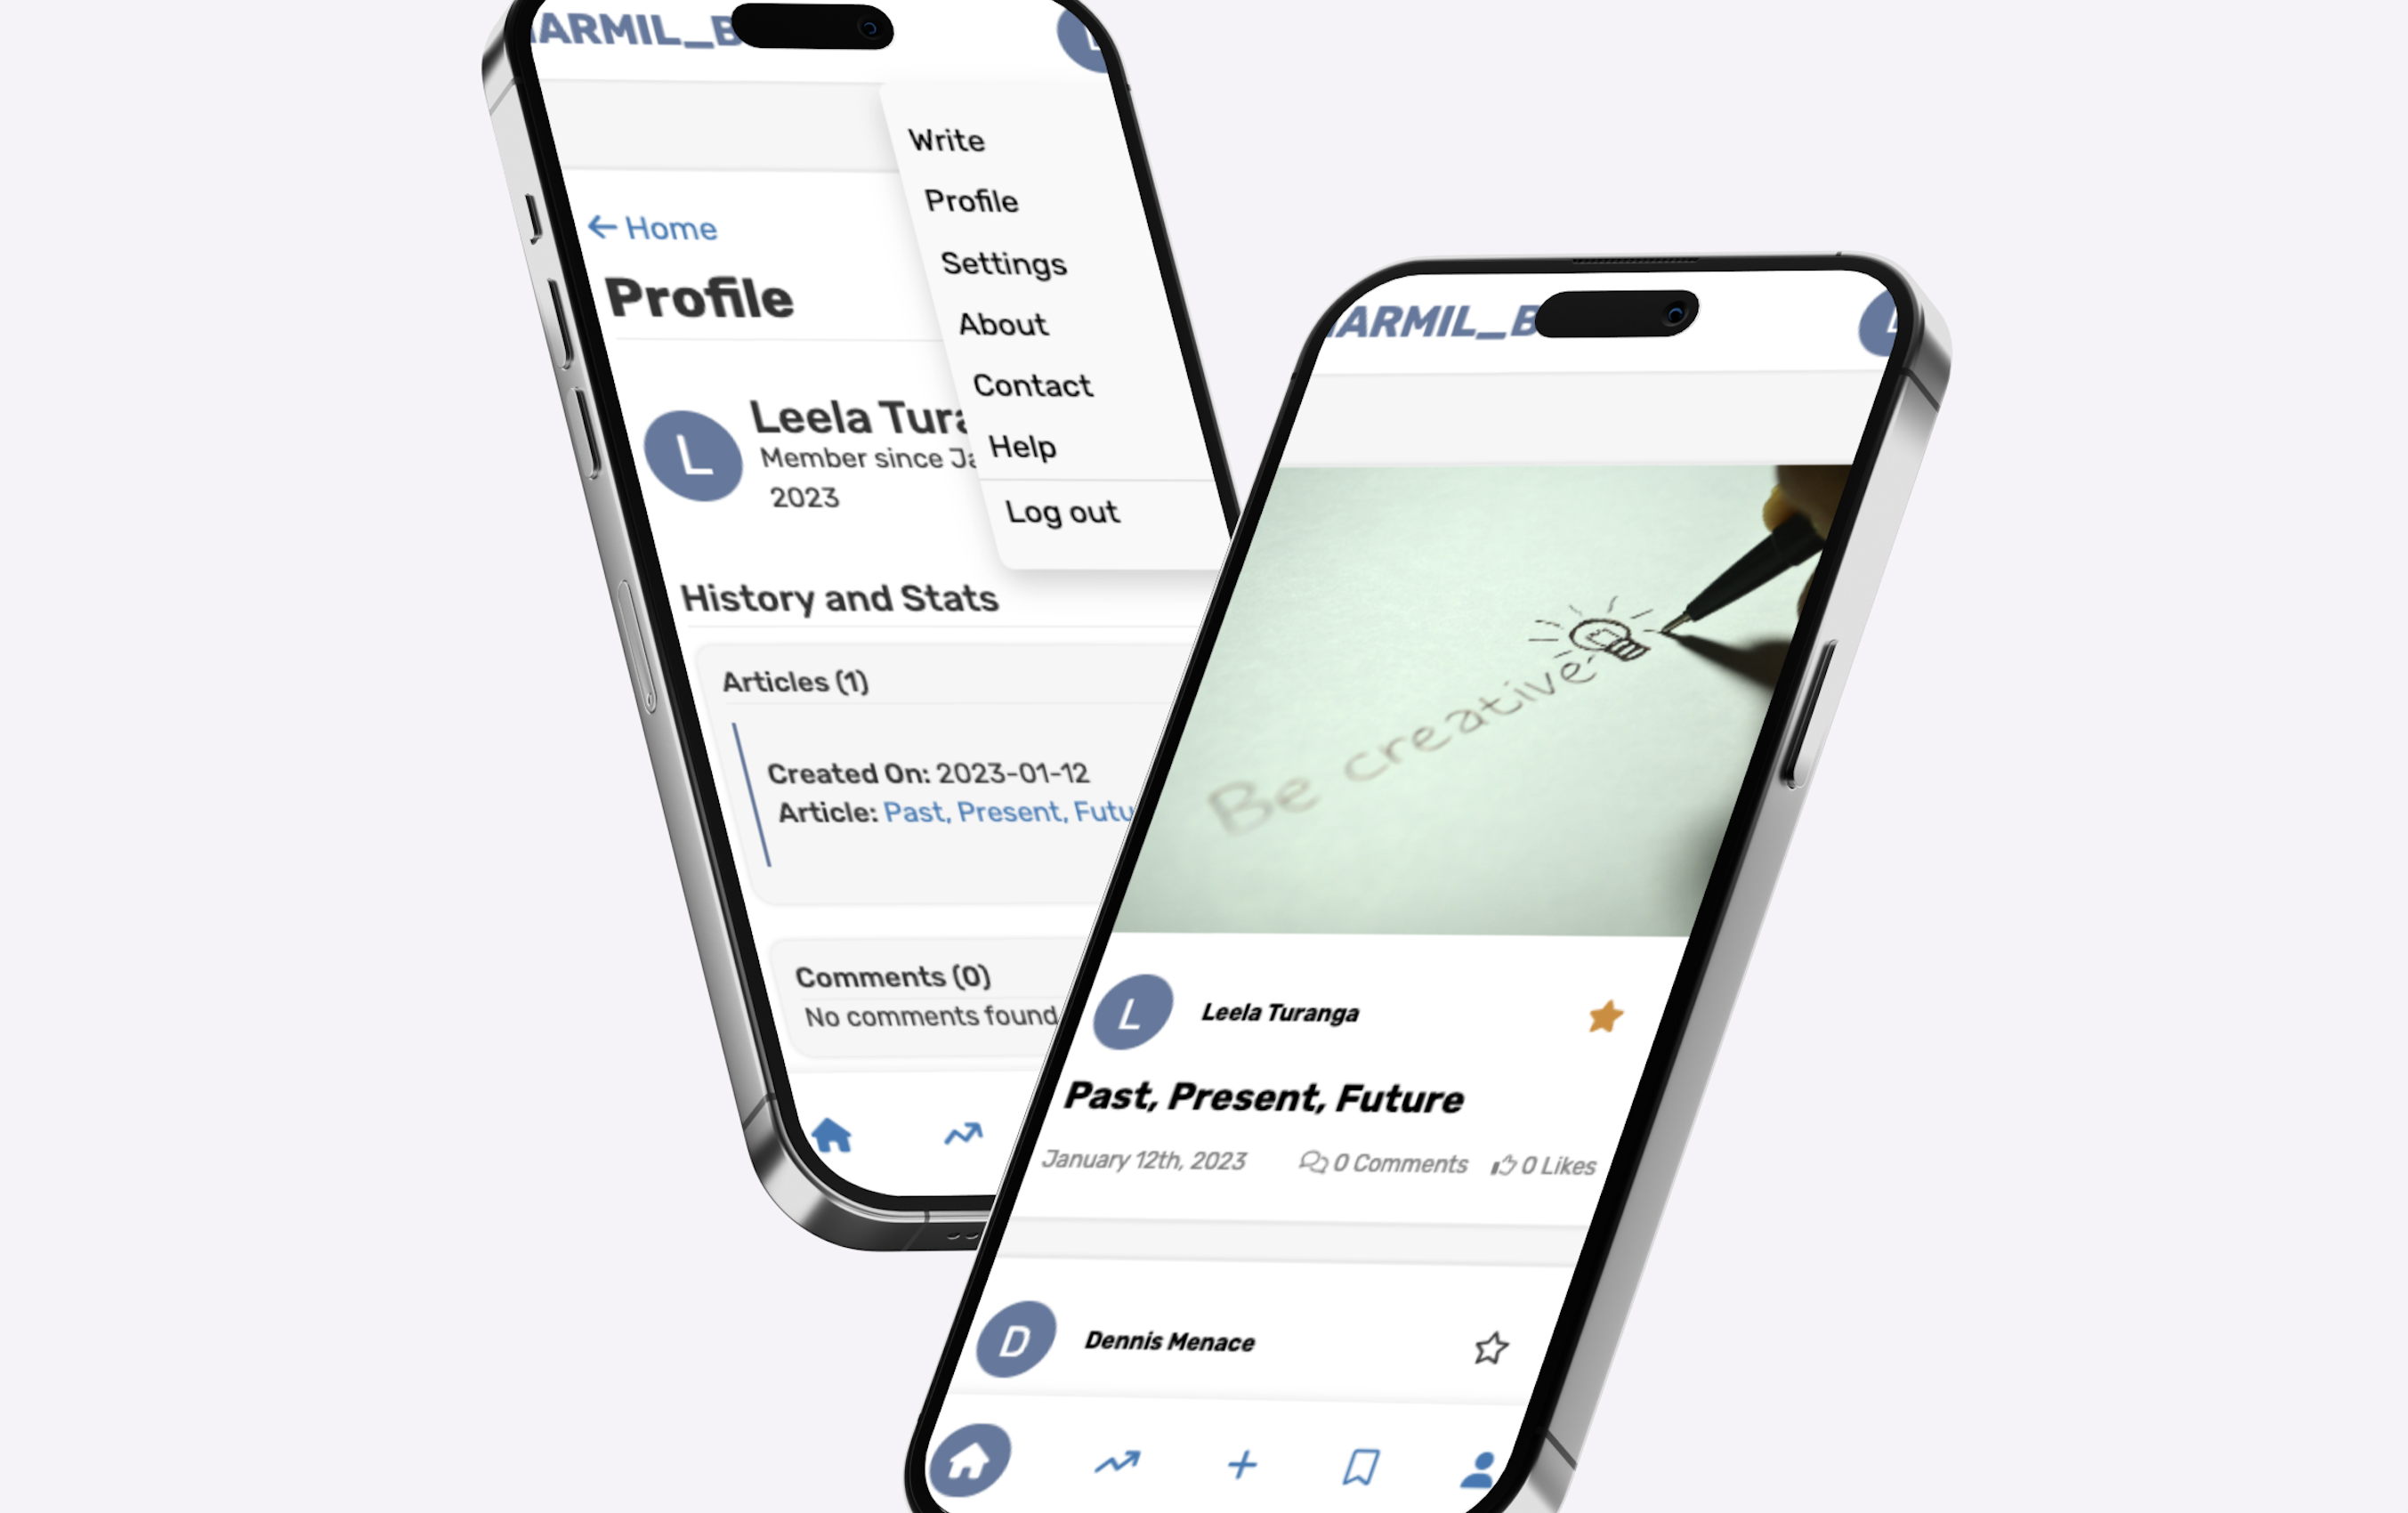 ARMIL_B
L
Write
Profile
Settings
About
Contact
Help
Log out
← Home
Profile
L
Leela Tura
Member since Ja
2023
History and Stats
Articles (1)
Created On: 2023-01-12
Article: Past, Present, Futu
Comments (0)
No comments found
ARMIL_B
L
Be creative
L
Leela Turanga
Past, Present, Future
January 12th, 2023
0 Comments
0 Likes
D
Dennis Menace